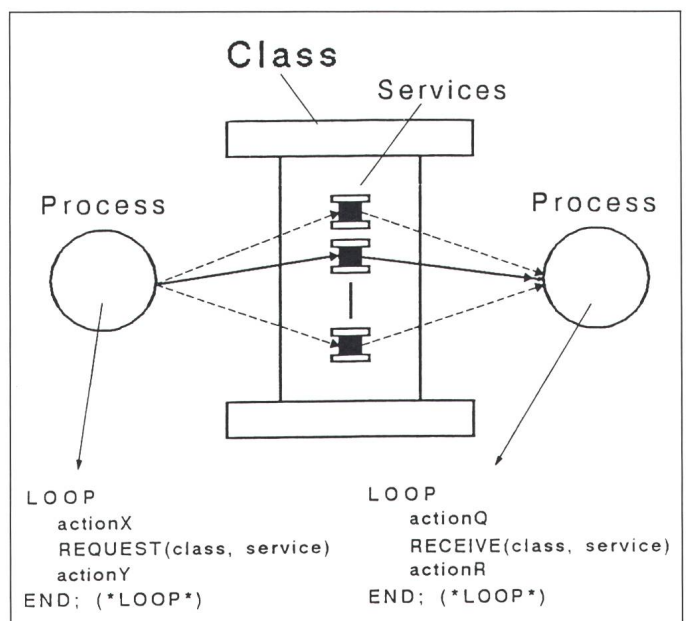 Class
Services
Process
Process
LOOP
actionX
REQUEST(class, service)
actionY
END; (*LOOP*)
LOOP
actionQ
RECEIVE(class, service)
actionR
END; (*LOOP*)